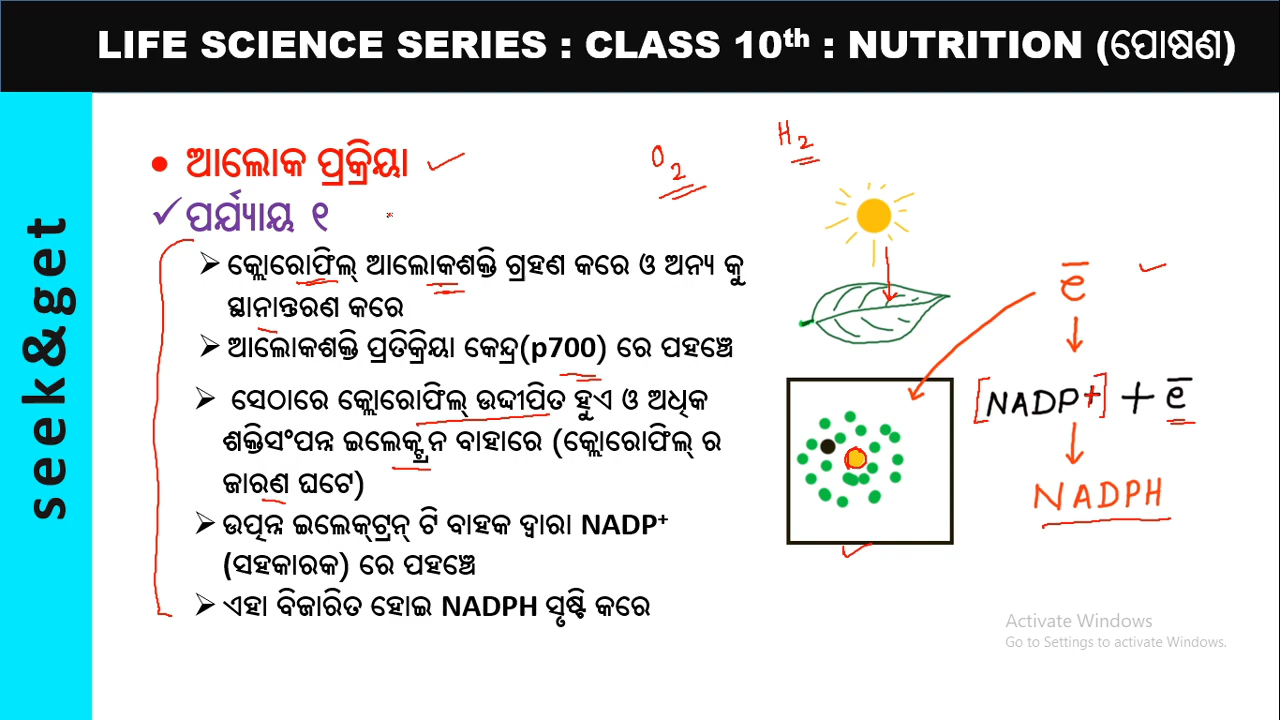 LIFE SCIENCE SERIES : CLASS 10th : NUTRITION (ପୋଷଣ)
seek&get
• ଆଲୋକ ପ୍ରକ୍ରିୟା
✓ ପର୍ଯ୍ୟାୟ ୧
➢ କ୍ଲୋରୋଫିଲ୍ ଆଲୋକଶକ୍ତି ଗ୍ରହଣ କରେ ଓ ଅନ୍ୟ କୁ
ସ୍ଥାନାନ୍ତରଣ କରେ
➢ ଆଲୋକଶକ୍ତି ପ୍ରତିକ୍ରିୟା କେନ୍ଦ୍ର(p700) ରେ ପହଞ୍ଚେ
➢ ସେଠାରେ କ୍ଲୋରୋଫିଲ୍ ଉଦ୍ଦୀପିତ ହୁଏ ଓ ଅଧିକ
ଶକ୍ତିସଂପନ୍ନ ଇଲେକ୍ଟ୍ରନ ବାହାରେ (କ୍ଲୋରୋଫିଲ୍ ର
ଜାରଣ ଘଟେ)
➢ ଉତ୍ପନ୍ନ ଇଲେକ୍‌ଟ୍ରନ୍ ଟି ବାହକ ଦ୍ୱାରା NADP⁺
(ସହକାରକ) ରେ ପହଞ୍ଚେ
➢ ଏହା ବିଜାରିତ ହୋଇ NADPH ସୃଷ୍ଟି କରେ
O₂
H₂
e̅
[NADP+] + e̅
NADPH
Activate Windows
Go to Settings to activate Windows.